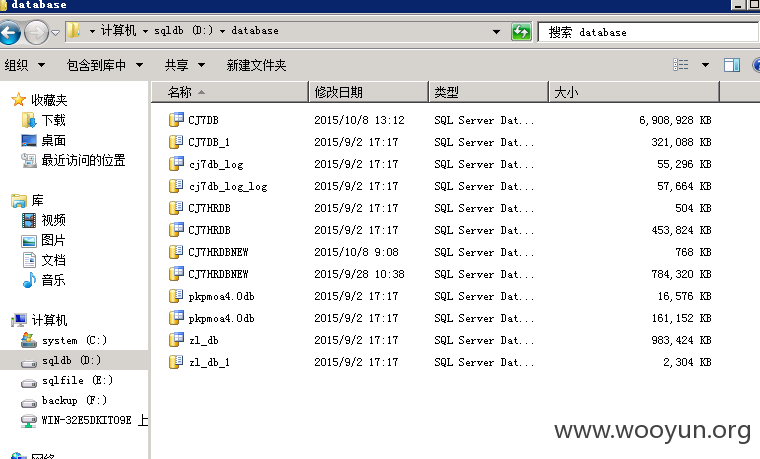 database
计算机 sqldb (D:) database
搜索 database
组织 包含到库中 共享 新建文件夹
收藏夹
下载
桌面
最近访问的位置
库
视频
图片
文档
音乐
计算机
system (C:)
sqldb (D:)
sqlfile (E:)
backup (F:)
WIN-32E5DKITO9E 上
网络
名称 修改日期 类型 大小
CJ7DB 2015/10/8 13:12 SQL Server Dat... 6,908,928 KB
CJ7DB_1 2015/9/2 17:17 SQL Server Dat... 321,088 KB
cj7db_log 2015/9/2 17:17 SQL Server Dat... 55,296 KB
cj7db_log_log 2015/9/2 17:17 SQL Server Dat... 57,664 KB
CJ7HRDB 2015/9/2 17:17 SQL Server Dat... 504 KB
CJ7HRDB 2015/9/2 17:17 SQL Server Dat... 453,824 KB
CJ7HRDBNEW 2015/10/8 9:08 SQL Server Dat... 768 KB
CJ7HRDBNEW 2015/9/28 10:38 SQL Server Dat... 784,320 KB
pkpmoa4.0db 2015/9/2 17:17 SQL Server Dat... 16,576 KB
pkpmoa4.0db 2015/9/2 17:17 SQL Server Dat... 161,152 KB
zl_db 2015/9/2 17:17 SQL Server Dat... 983,424 KB
zl_db_1 2015/9/2 17:17 SQL Server Dat... 2,304 KB
www.wooyun.org